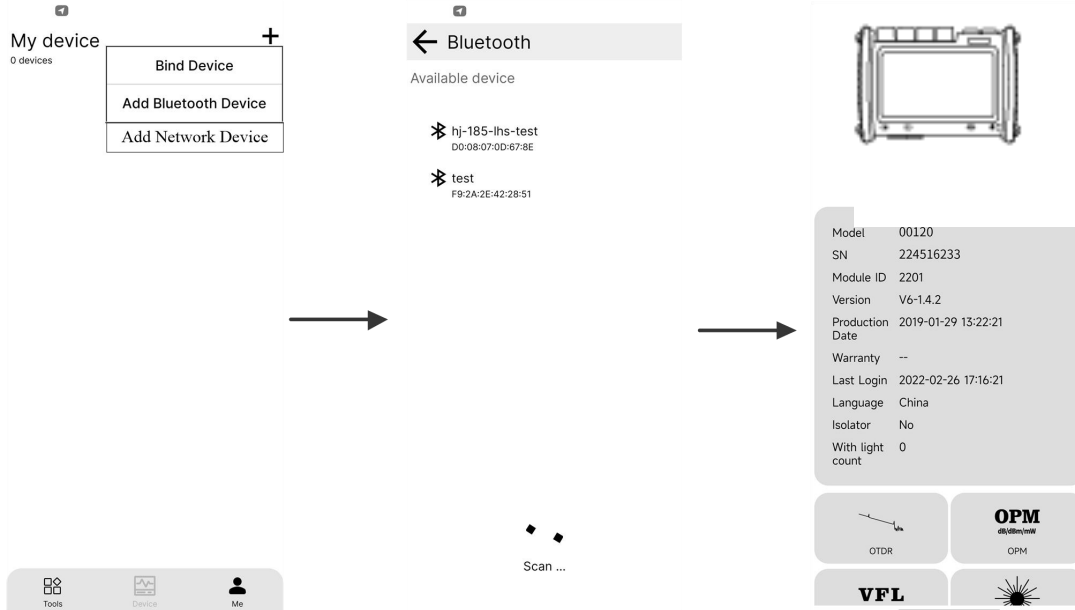 My device
0 devices
+
Bind Device
Add Bluetooth Device
Add Network Device
Tools
Device
Me
Bluetooth
Available device
hj-185-lhs-test
D0:08:07:0D:67:8E
test
F9:2A:2E:42:28:51
Scan ...
Model 00120
SN 224516233
Module ID 2201
Version V6-1.4.2
Production 2019-01-29 13:22:21
Date
Warranty --
Last Login 2022-02-26 17:16:21
Language China
Isolator No
With light 0
count
OTDR
OPM
dB/dBm/mW
OPM
VFL